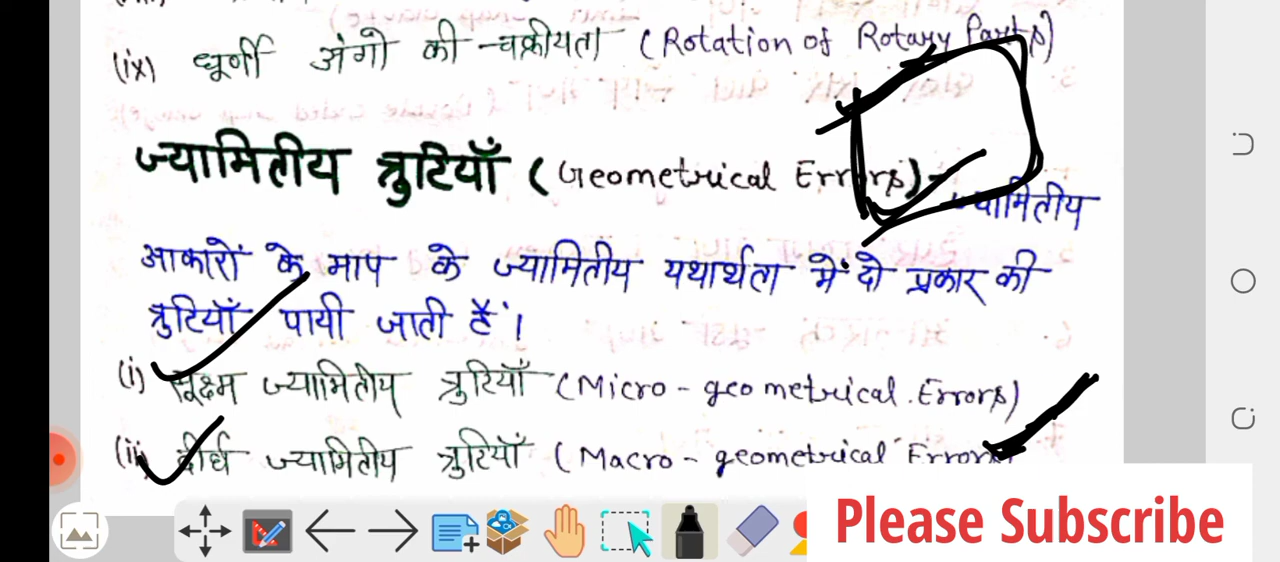 (ix) घूर्णी अंगो की चक्रीयता (Rotation of Rotary Parts)
ज्यामितीय त्रुटियाँ (Geometrical Errors) - ज्यामितीय
आकारों के माप के ज्यामितीय यथार्थता में दो प्रकार की
त्रुटियाँ पायी जाती हैं।
(i) सूक्ष्म ज्यामितीय त्रुटियाँ (Micro - geometrical Errors)
(ii) दीर्घ ज्यामितीय त्रुटियाँ (Macro - geometrical Errors)
Please Subscribe